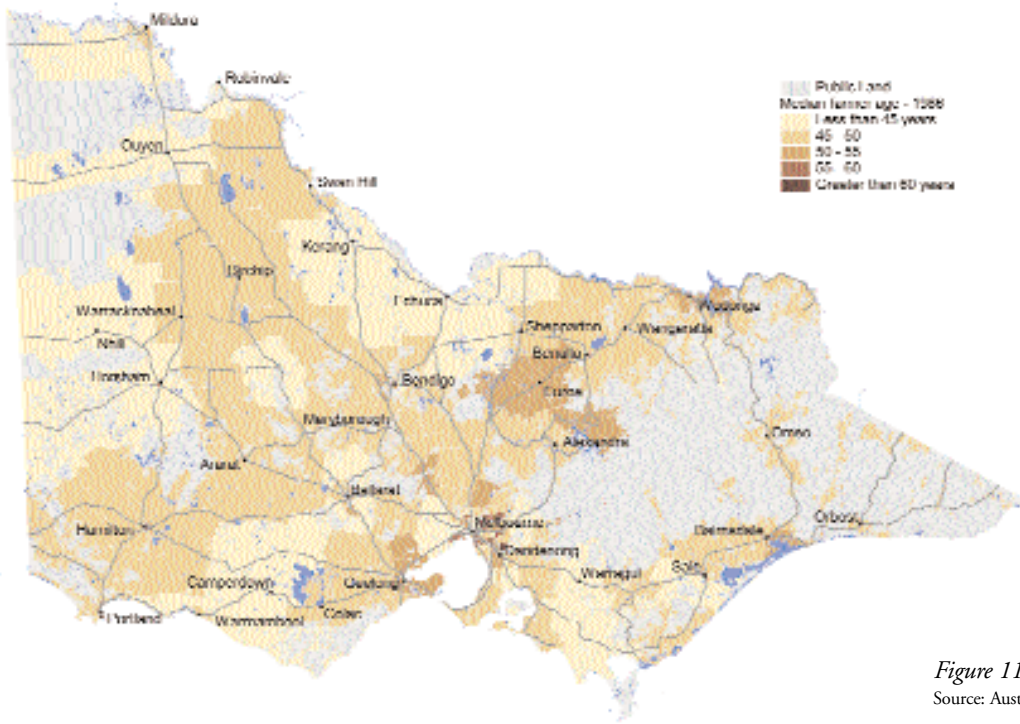 Mildura
Robinvale
Public Land
Median farmer age - 1986
Less than 45 years
45 - 50
50 - 55
55 - 60
Greater than 60 years
Ouyen
Swan Hill
Kerang
Birchip
Echuca
Warracknabeal
Wodonga
Shepparton
Wangaratta
Nhill
Benalla
Horsham
Bendigo
Euroa
Maryborough
Omeo
Alexandra
Ararat
Ballarat
Orbost
Hamilton
Melbourne
Bairnsdale
Dandenong
Sale
Camperdown
Geelong
Warragul
Colac
Portland
Warrnambool
Figure 11
Source: Aust